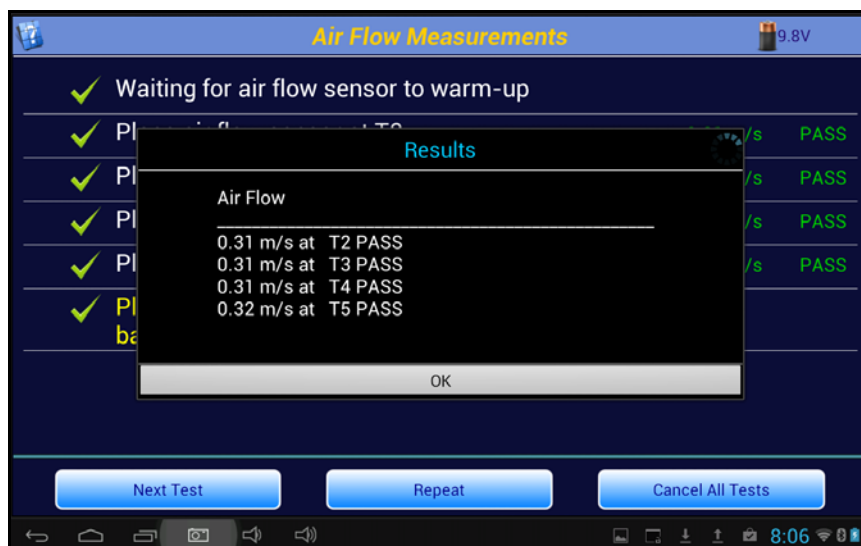 Air Flow Measurements
9.8V
Waiting for air flow sensor to warm-up
/s PASS
/s PASS
/s PASS
/s PASS
Results
Air Flow
0.31 m/s at T2 PASS
0.31 m/s at T3 PASS
0.31 m/s at T4 PASS
0.32 m/s at T5 PASS
OK
Next Test
Repeat
Cancel All Tests
8:06